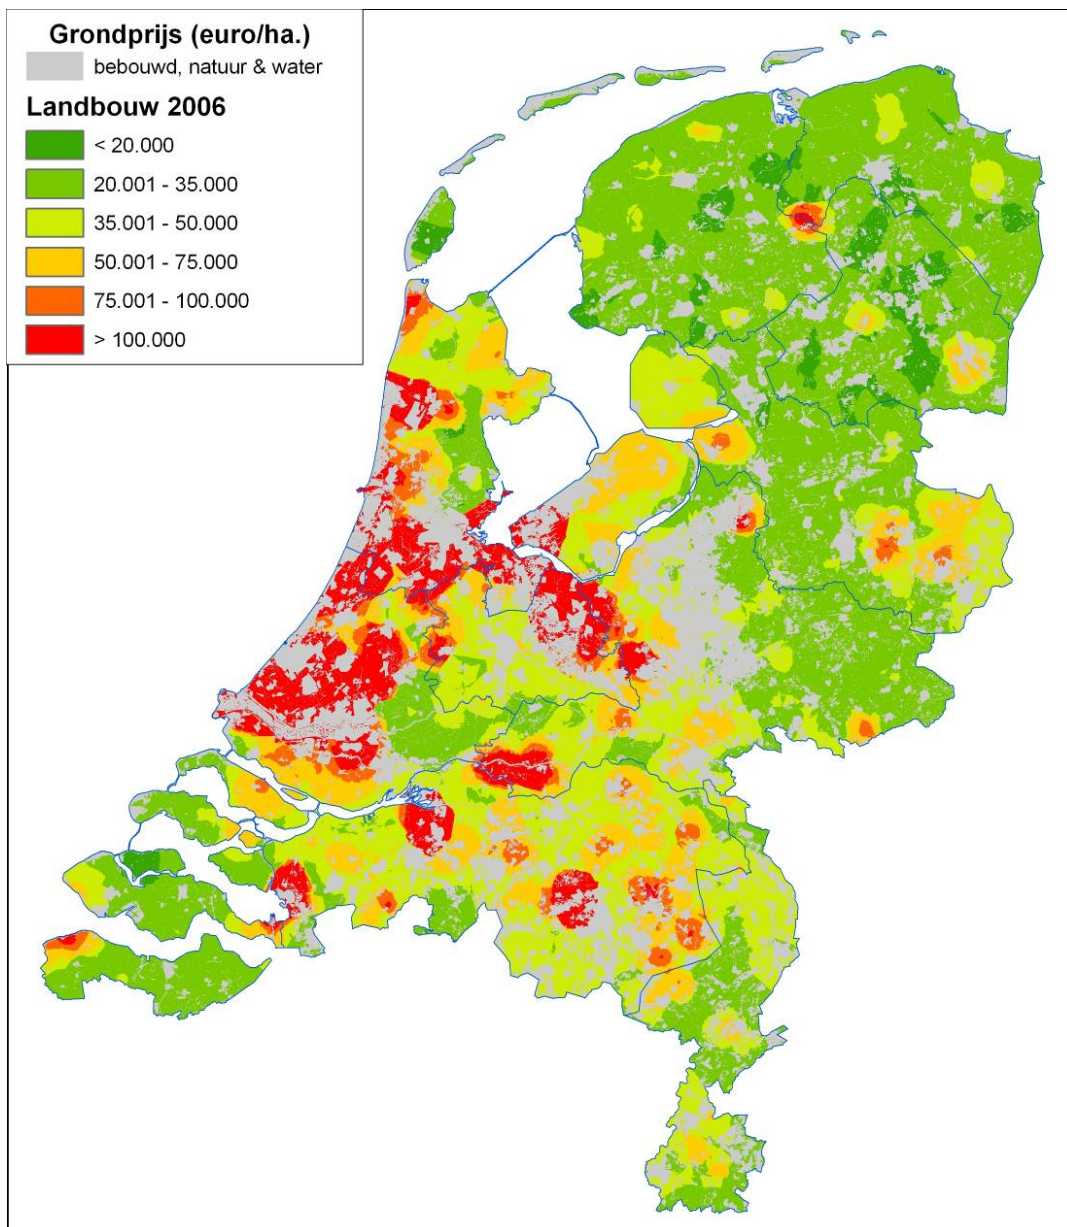 Grondprijs (euro/ha.)
bebouwd, natuur & water
Landbouw 2006
< 20.000
20.001 - 35.000
35.001 - 50.000
50.001 - 75.000
75.001 - 100.000
> 100.000